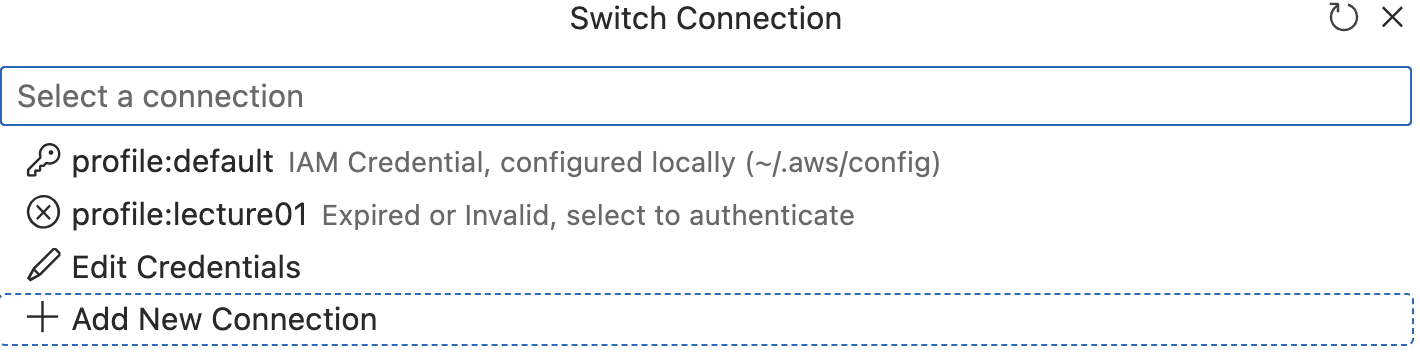 Switch Connection
Select a connection
profile:default IAM Credential, configured locally (~/.aws/config)
profile:lecture01 Expired or Invalid, select to authenticate
Edit Credentials
Add New Connection